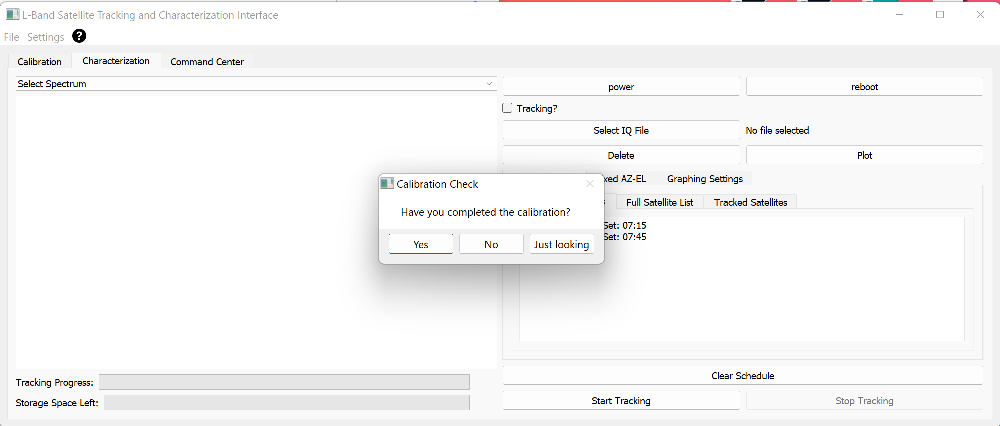 L-Band Satellite Tracking and Characterization Interface
File Settings ?
Calibration Characterization Command Center
Select Spectrum
power reboot
Tracking?
Select IQ File No file selected
Delete Plot
AZ-EL Graphing Settings
Calibration Check
Have you completed the calibration?
Yes No Just looking
Full Satellite List Tracked Satellites
Set: 07:15
Set: 07:45
Tracking Progress:
Storage Space Left:
Clear Schedule
Start Tracking Stop Tracking